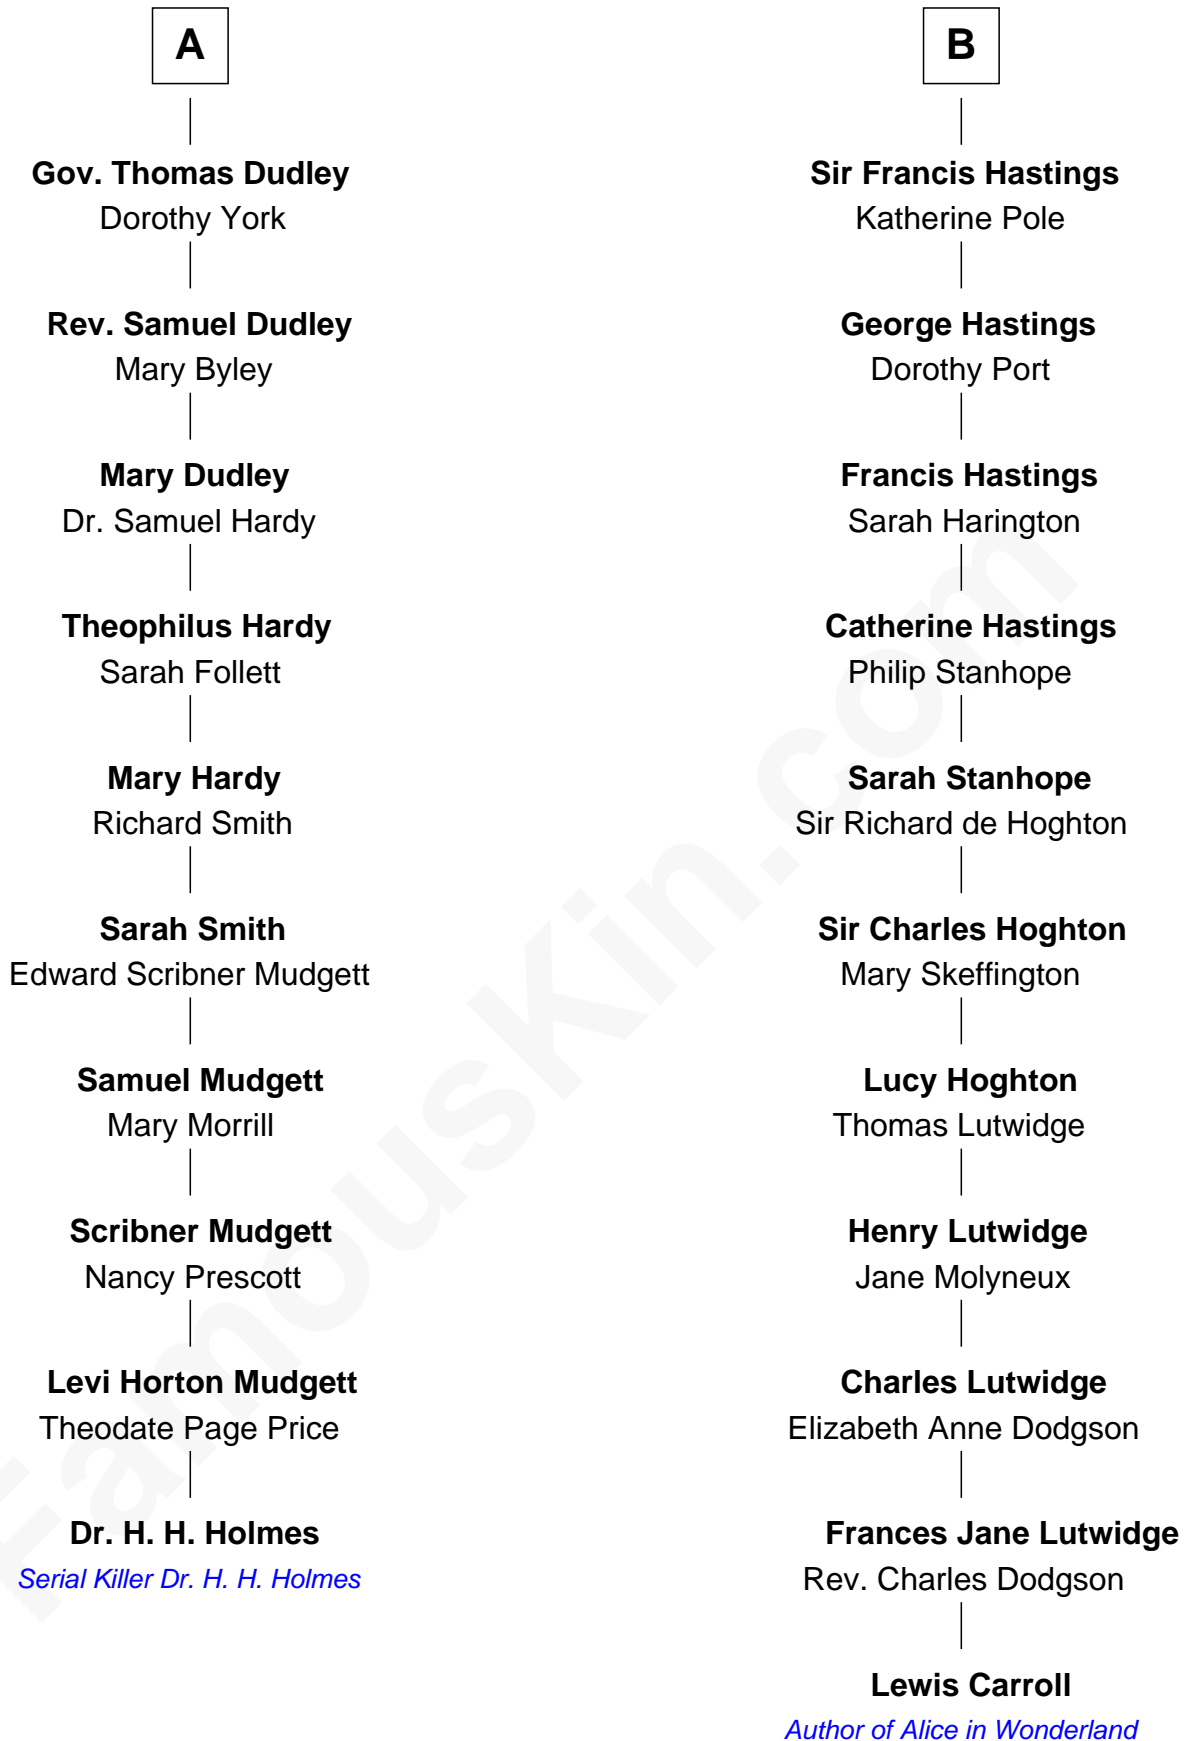 A
Gov. Thomas Dudley
Dorothy York
Rev. Samuel Dudley
Mary Byley
Mary Dudley
Dr. Samuel Hardy
Theophilus Hardy
Sarah Follett
Mary Hardy
Richard Smith
Sarah Smith
Edward Scribner Mudgett
Samuel Mudgett
Mary Morrill
Scribner Mudgett
Nancy Prescott
Levi Horton Mudgett
Theodate Page Price
Dr. H. H. Holmes
Serial Killer Dr. H. H. Holmes
B
Sir Francis Hastings
Katherine Pole
George Hastings
Dorothy Port
Francis Hastings
Sarah Harington
Catherine Hastings
Philip Stanhope
Sarah Stanhope
Sir Richard de Hoghton
Sir Charles Hoghton
Mary Skeffington
Lucy Hoghton
Thomas Lutwidge
Henry Lutwidge
Jane Molyneux
Charles Lutwidge
Elizabeth Anne Dodgson
Frances Jane Lutwidge
Rev. Charles Dodgson
Lewis Carroll
Author of Alice in Wonderland
FamousKin.com